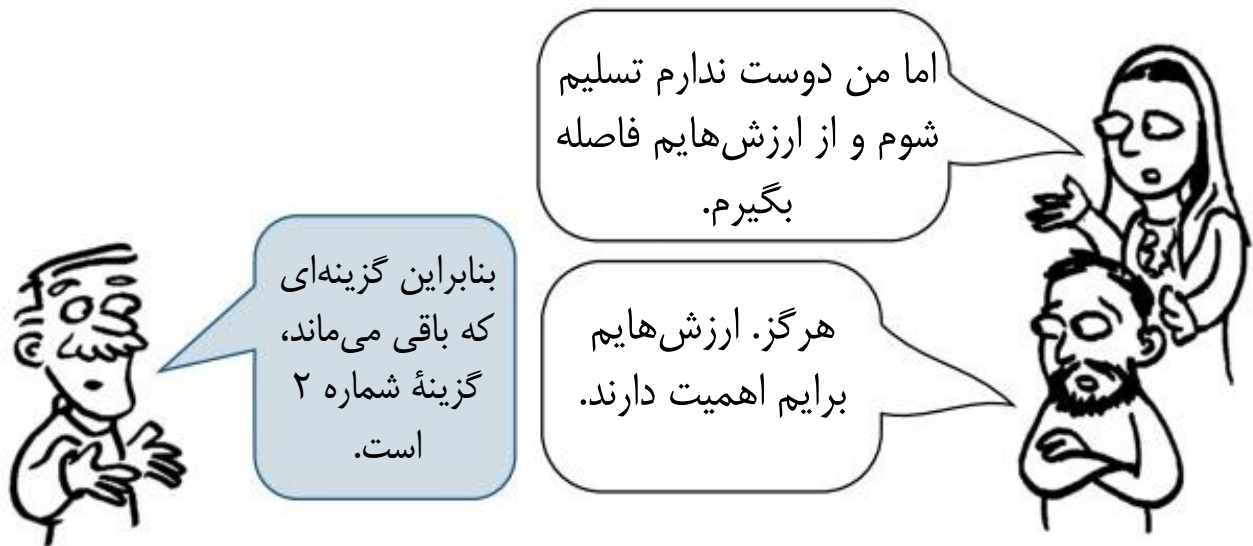 اما من دوست ندارم تسلیم
شوم و از ارزش‌هایم فاصله
بگیرم.
هرگز. ارزش‌هایم
برایم اهمیت دارند.
بنابراین گزینه‌ای
که باقی می‌ماند،
گزینهٔ شماره ۲
است.